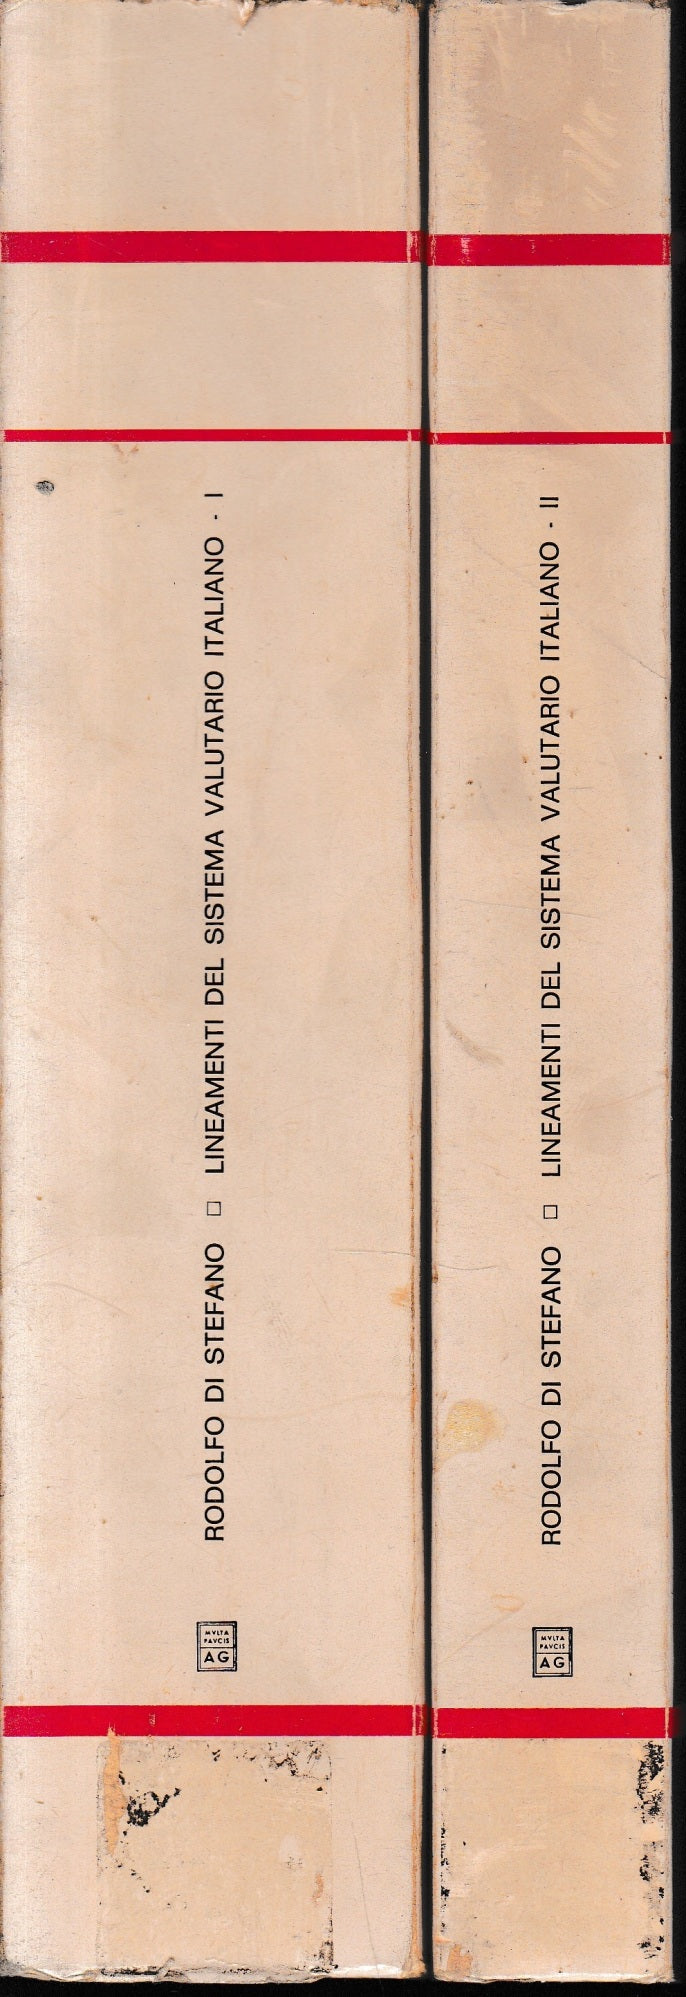 RODOLFO DI STEFANO □ LINEAMENTI DEL SISTEMA VALUTARIO ITALIANO - I
MVLTA
PAVCIS
AG
RODOLFO DI STEFANO □ LINEAMENTI DEL SISTEMA VALUTARIO ITALIANO - II
MVLTA
PAVCIS
AG